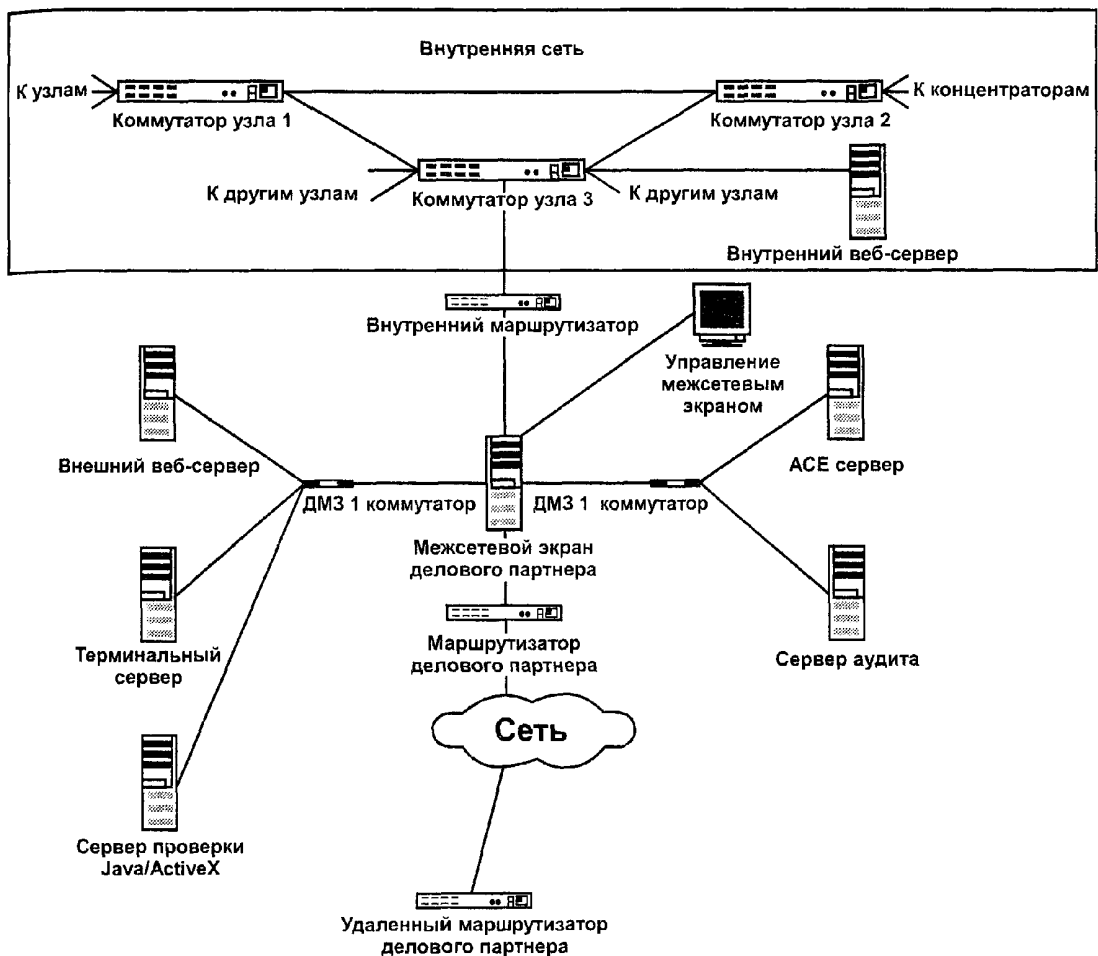 Внутренняя сеть
К узлам
К концентраторам
Коммутатор узла 1
Коммутатор узла 2
К другим узлам
К другим узлам
Коммутатор узла 3
Внутренний веб-сервер
Внутренний маршрутизатор
Управление
межсетевым
экраном
Внешний веб-сервер
ACE сервер
ДМЗ 1 коммутатор
ДМЗ 1 коммутатор
Межсетевой экран
делового партнера
Маршрутизатор
делового партнера
Терминальный
сервер
Сервер аудита
Сеть
Сервер проверки
Java/ActiveX
Удаленный маршрутизатор
делового партнера